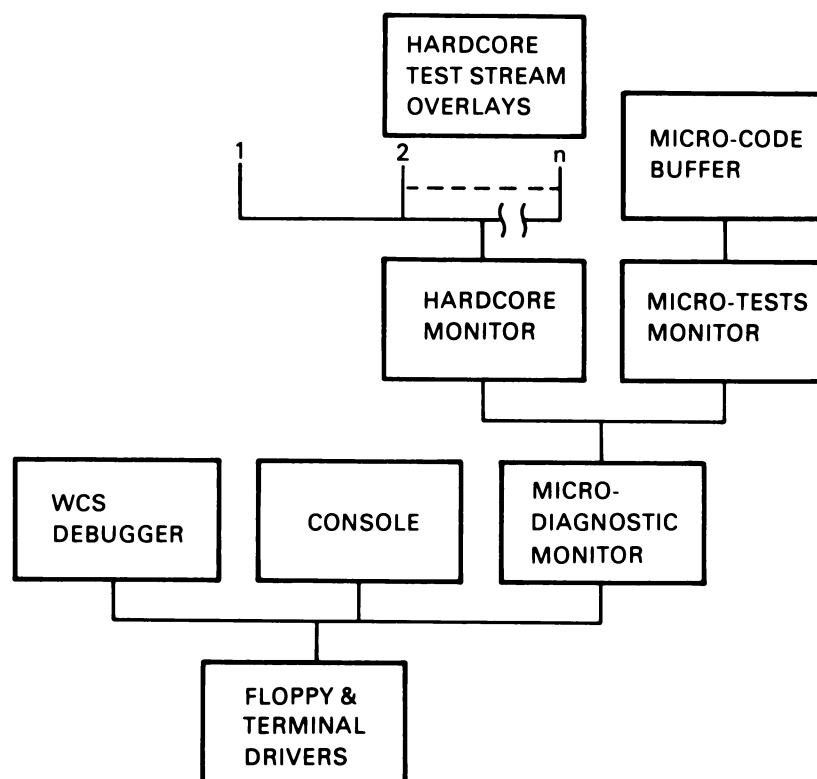 HARDCORE
TEST STREAM
OVERLAYS
MICRO-CODE
BUFFER
1
2
n
HARDCORE
MONITOR
MICRO-TESTS
MONITOR
WCS
DEBUGGER
CONSOLE
MICRO-
DIAGNOSTIC
MONITOR
FLOPPY &
TERMINAL
DRIVERS